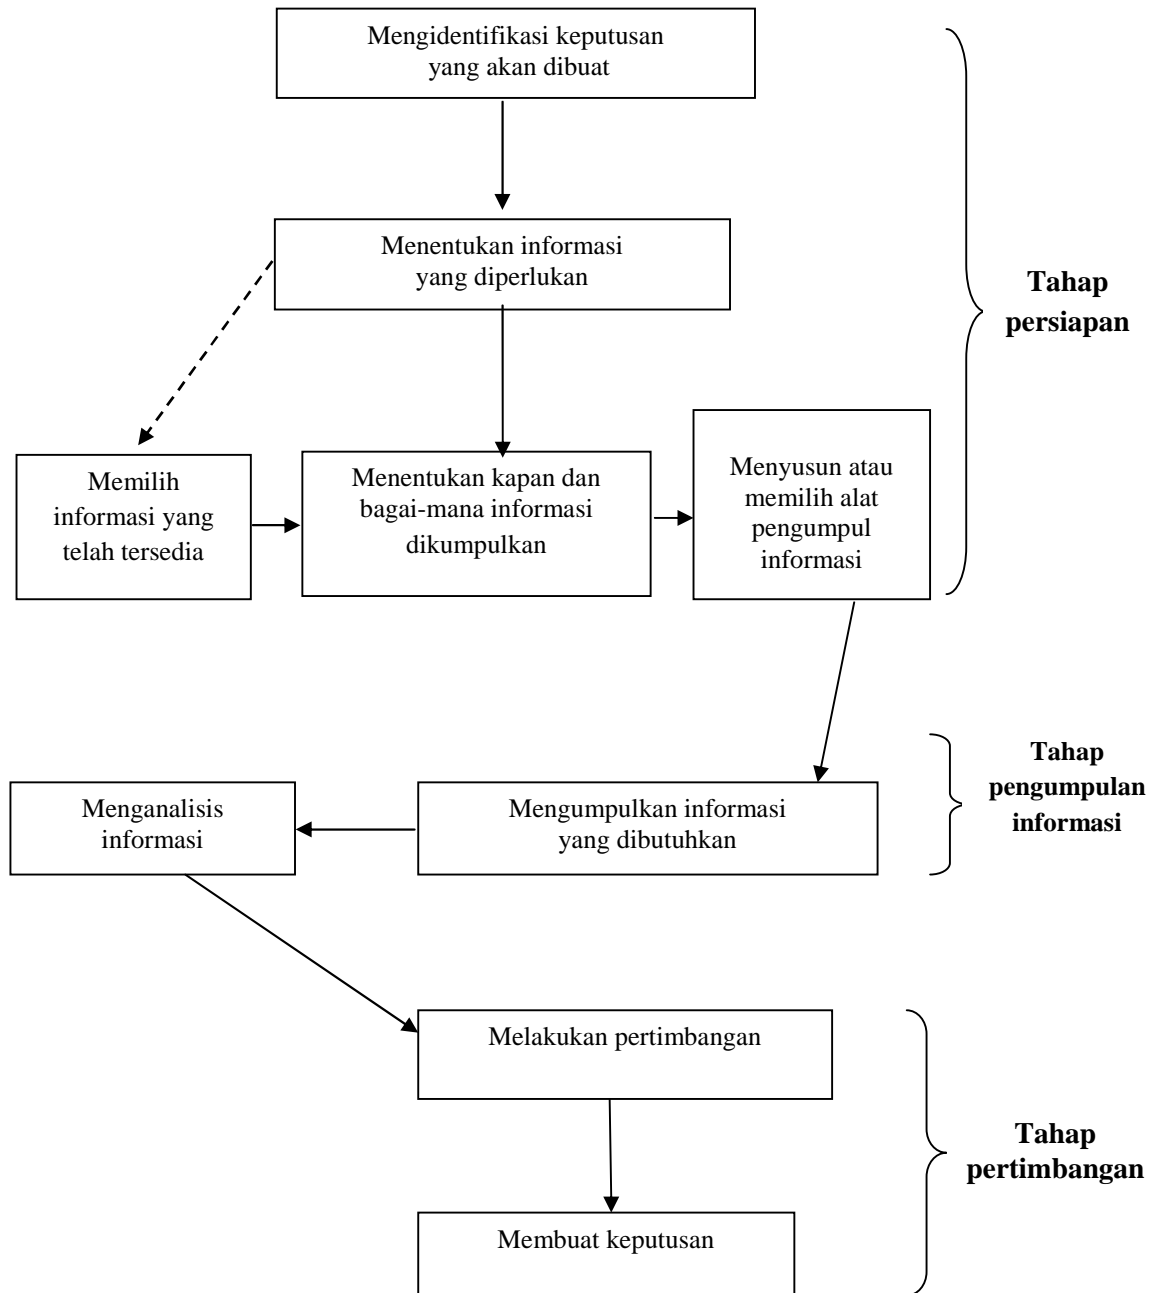 Mengidentifikasi keputusan
yang akan dibuat
Menentukan informasi
yang diperlukan
Tahap
persiapan
Memilih
informasi yang
telah tersedia
Menentukan kapan dan
bagai-mana informasi
dikumpulkan
Menyusun atau
memilih alat
pengumpul
informasi
Tahap
pengumpulan
informasi
Menganalisis
informasi
Mengumpulkan informasi
yang dibutuhkan
Melakukan pertimbangan
Tahap
pertimbangan
Membuat keputusan